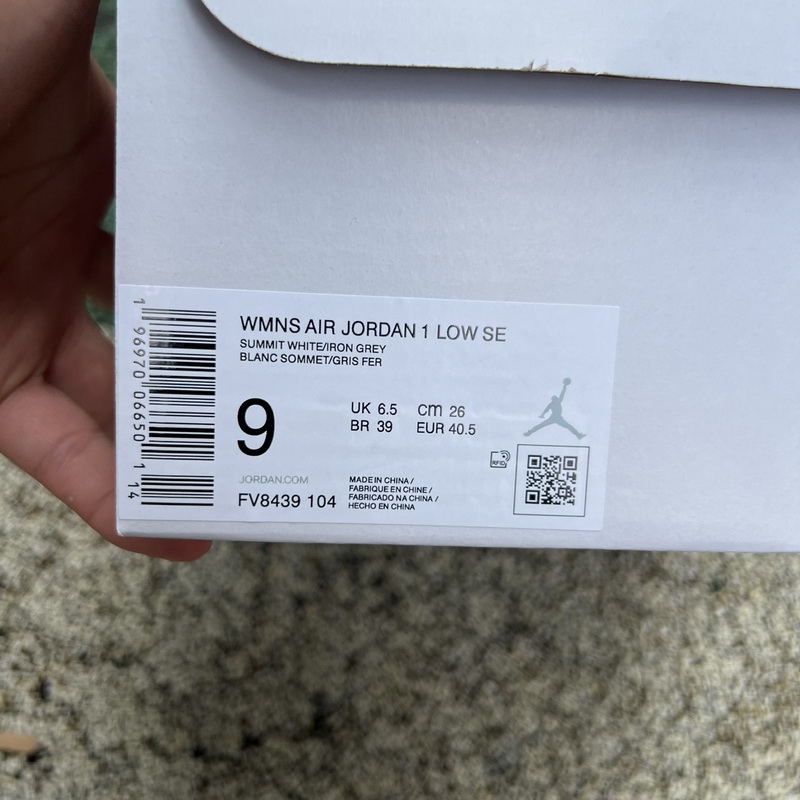 WMNS AIR JORDAN 1 LOW SE
SUMMIT WHITE/IRON GREY
BLANC SOMMET/GRIS FER
9
UK 6.5 cm 26
BR 39 EUR 40.5
RFID
JORDAN.COM
FV8439 104
MADE IN CHINA /
FABRIQUE EN CHINE /
FABRICADO NA CHINA /
HECHO EN CHINA
1 96970 06650 1 14